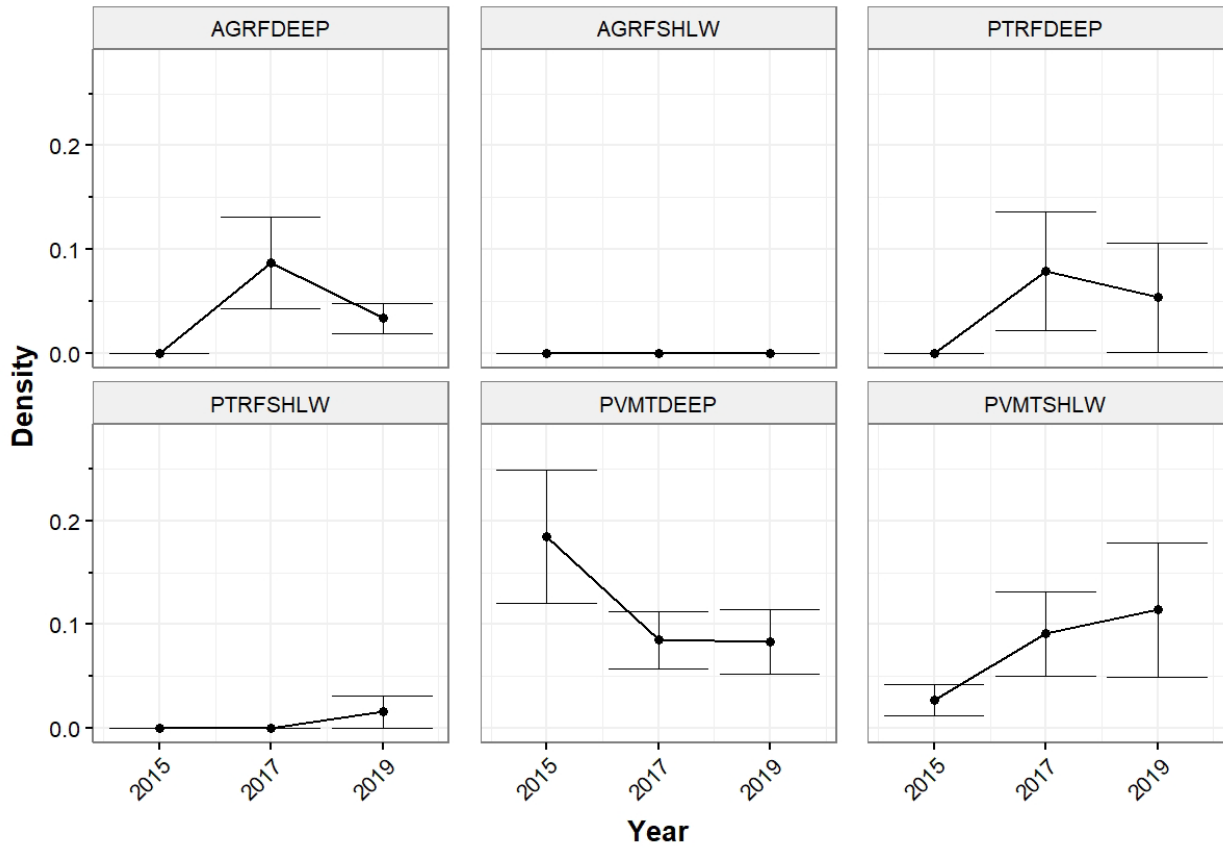 AGRFDEEP AGRFSHLW PTRFDEEP
0.2
0.1
0.0
Density
PTRFSHLW PVMTDEEP PVMTSHLW
0.2
0.1
0.0
2015 2017 2019 2015 2017 2019 2015 2017 2019
Year